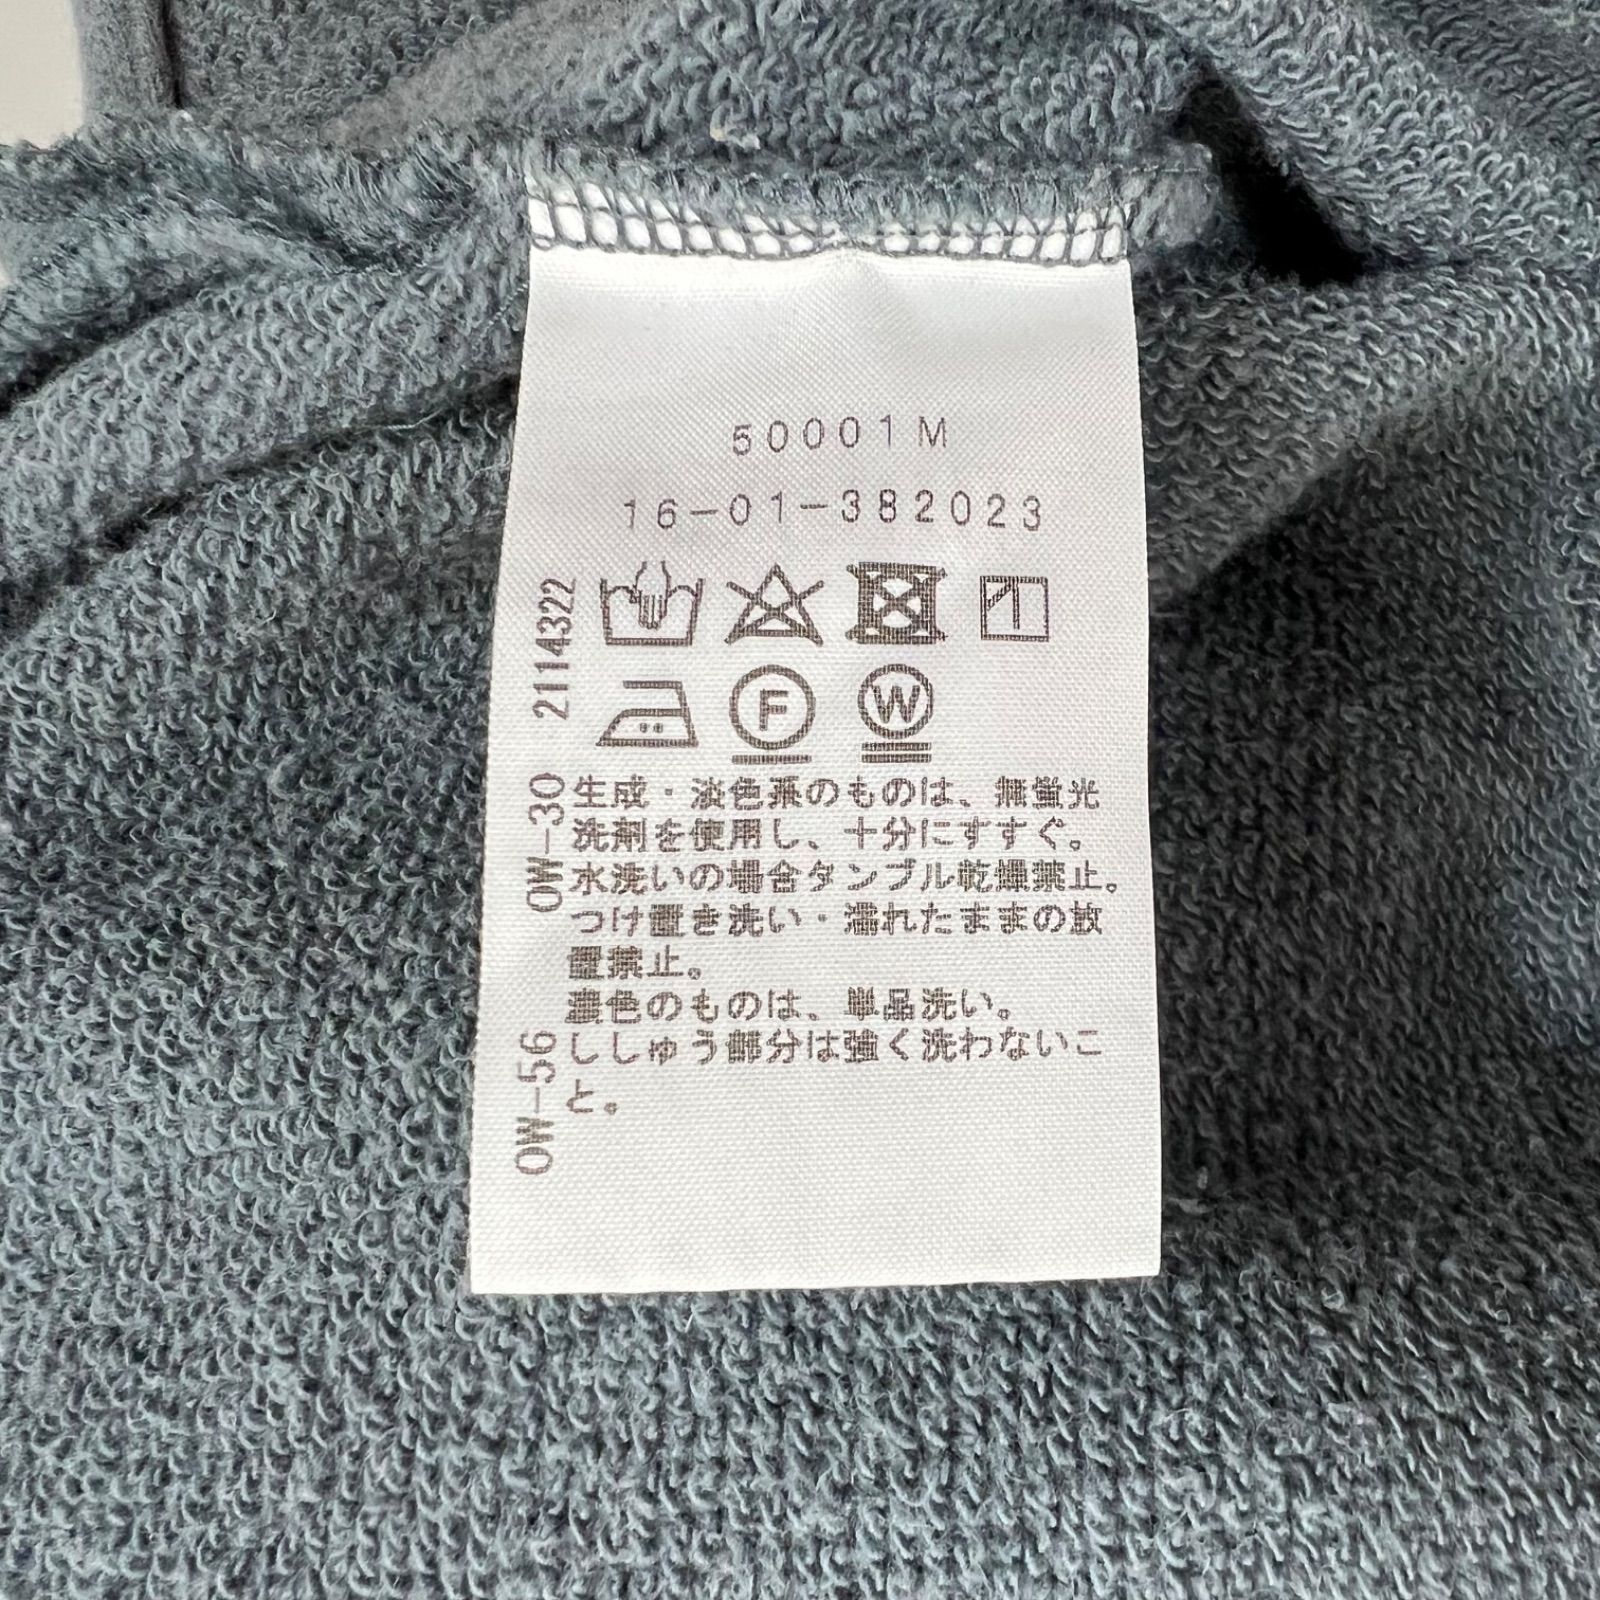 50001M
16-01-382023
F
W
生成・淡色系のものは、無蛍光
洗剤を使用し、十分にすすぐ。
水洗いの場合タンブル乾燥禁止。
つけ置き洗い・濡れたままの放
置禁止。
濃色のものは、単品洗い。
ししゅう部分は強く洗わないこ
と。
OW-56 OW-30 2114322